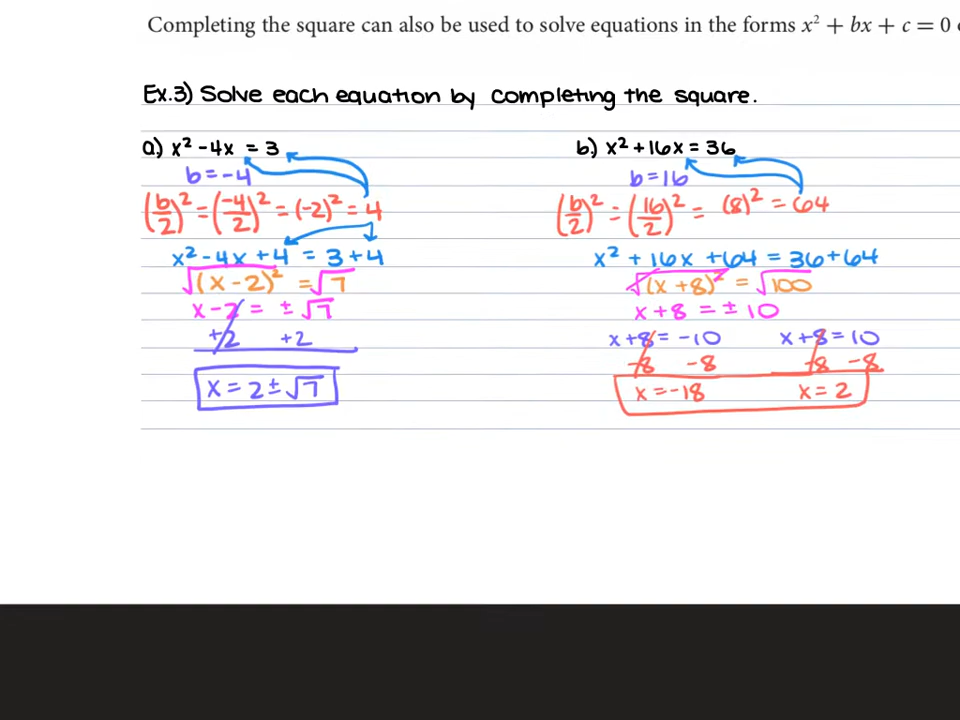 Completing the square can also be used to solve equations in the forms x² + bx + c = 0
Ex.3) Solve each equation by completing the square.
a) x² - 4x = 3
b = -4
(b/2)² = (-4/2)² = (-2)² = 4
x² - 4x + 4 = 3 + 4
√(x - 2)² = √7
x - 2 = ± √7
+2 +2
x = 2 ± √7
b) x² + 16x = 36
b = 16
(b/2)² = (16/2)² = (8)² = 64
x² + 16x + 64 = 36 + 64
√(x + 8)² = √100
x + 8 = ± 10
x + 8 = -10 x + 8 = 10
-8 -8 -8 -8
x = -18 x = 2